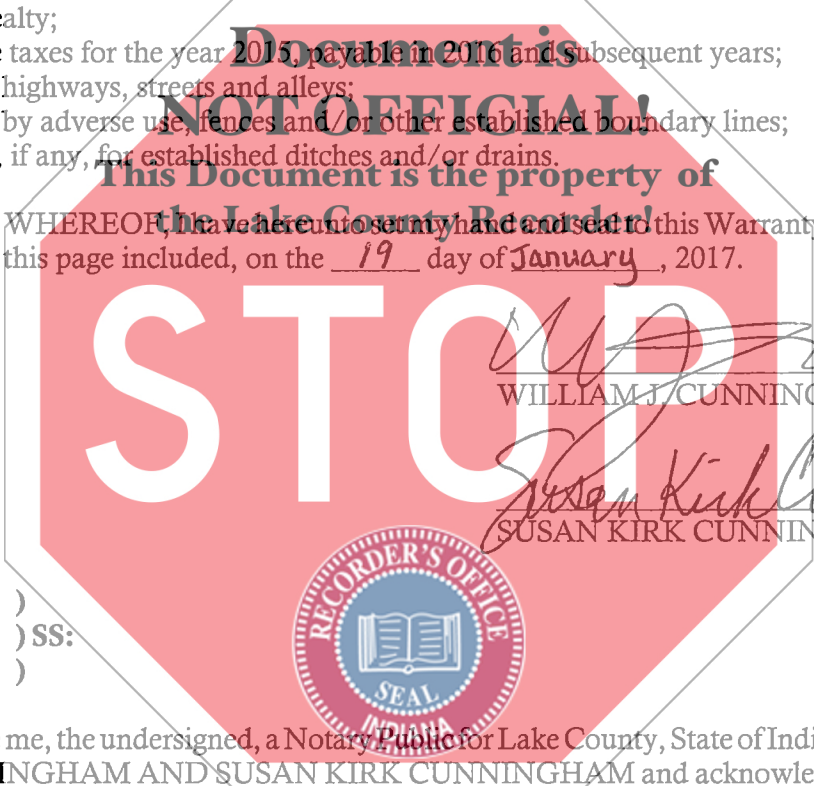 ealty;
e taxes for the year 2015, payable in 2016 and subsequent years;
highways, streets and alleys;
by adverse use, fences and/or other established boundary lines;
, if any, for established ditches and/or drains.
Document is
NOT OFFICIAL!
This Document is the property of
the Lake County Recorder!
WHEREOF, I have hereunto set my hand and seal to this Warranty
this page included, on the 19 day of January, 2017.
STOP
WILLIAM J. CUNNING
Susan Kirk C
SUSAN KIRK CUNNIN
RECORDER'S OFFICE
SEAL
INDIANA
)
) SS:
)
me, the undersigned, a Notary Public for Lake County, State of Indi
INGHAM AND SUSAN KIRK CUNNINGHAM and acknowle